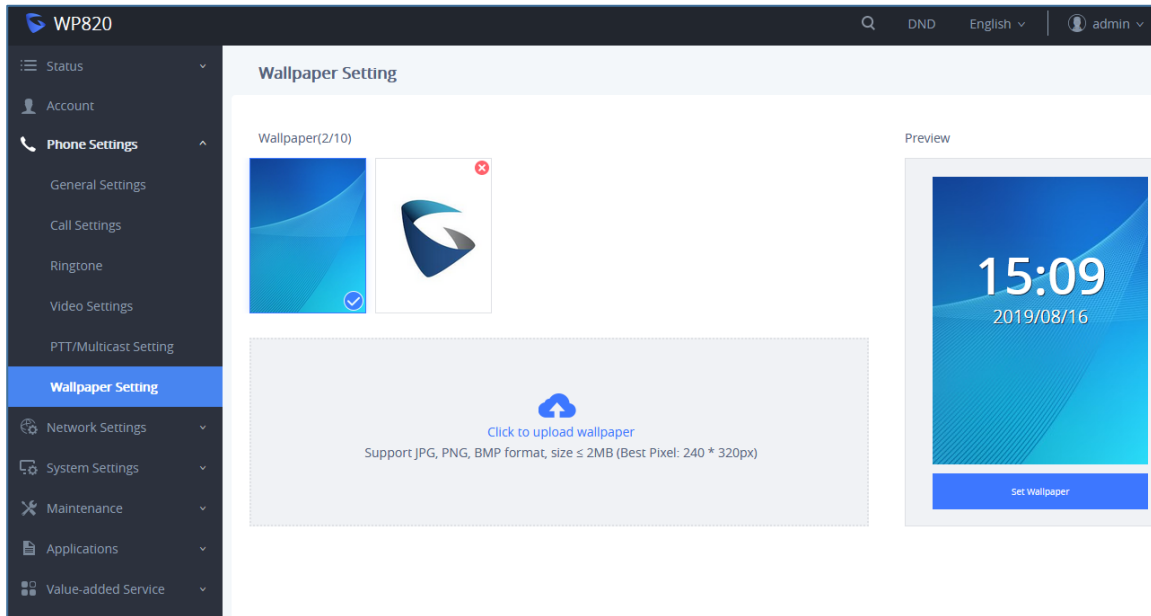 WP820
DND
English
admin
Status
Account
Phone Settings
General Settings
Call Settings
Ringtone
Video Settings
PTT/Multicast Setting
Wallpaper Setting
Network Settings
System Settings
Maintenance
Applications
Value-added Service
Wallpaper Setting
Wallpaper(2/10)
Click to upload wallpaper
Support JPG, PNG, BMP format, size ≤ 2MB (Best Pixel: 240 * 320px)
Preview
15:09
2019/08/16
Set Wallpaper